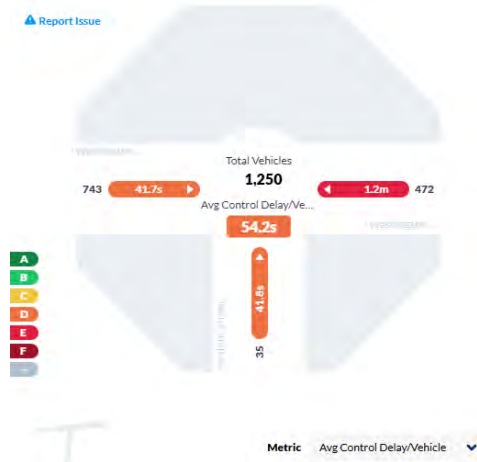 Report Issue
Total Vehicles
1,250
743
41.7s
1.2m
472
Avg Control Delay/Ve...
54.2s
A
B
C
D
E
F
41.8s
35
Metric Avg Control Delay/Vehicle